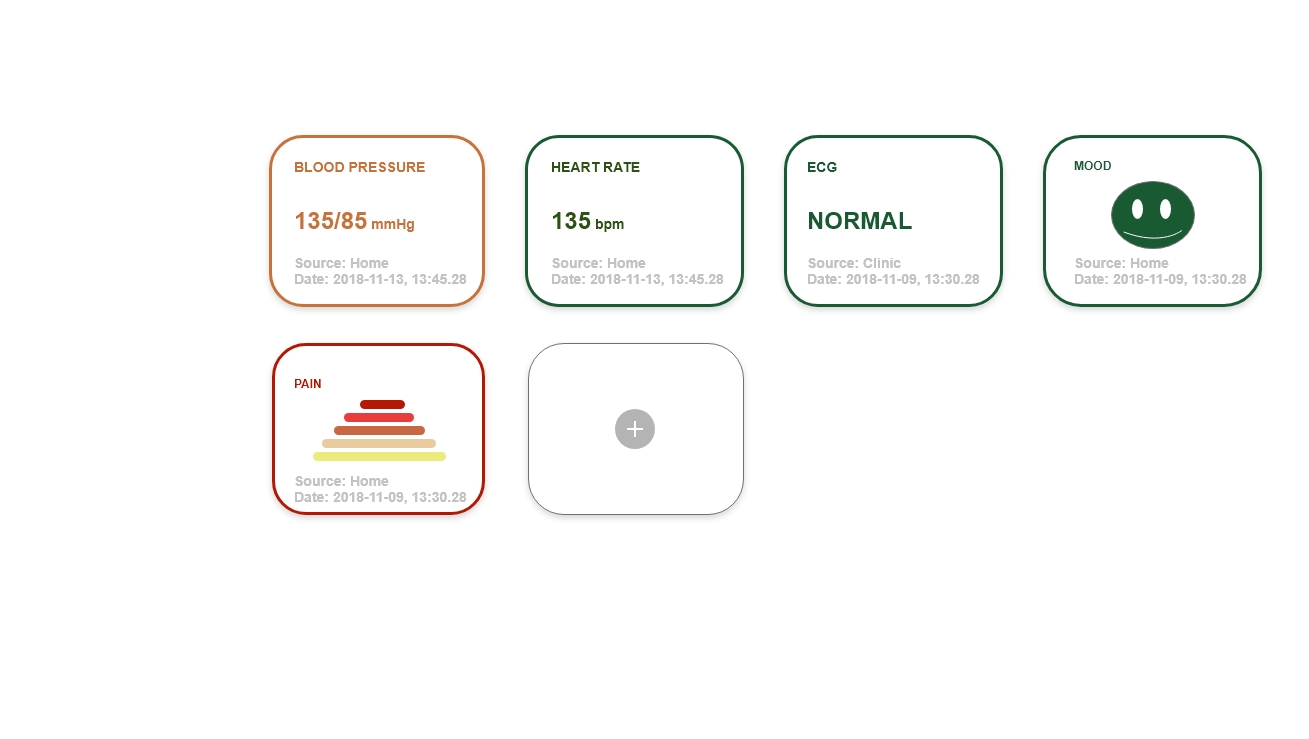 BLOOD PRESSURE
135/85 mmHg
Source: Home
Date: 2018-11-13, 13:45.28
HEART RATE
135 bpm
Source: Home
Date: 2018-11-13, 13:45.28
ECG
NORMAL
Source: Clinic
Date: 2018-11-09, 13:30.28
MOOD
Source: Home
Date: 2018-11-09, 13:30.28
PAIN
Source: Home
Date: 2018-11-09, 13:30.28